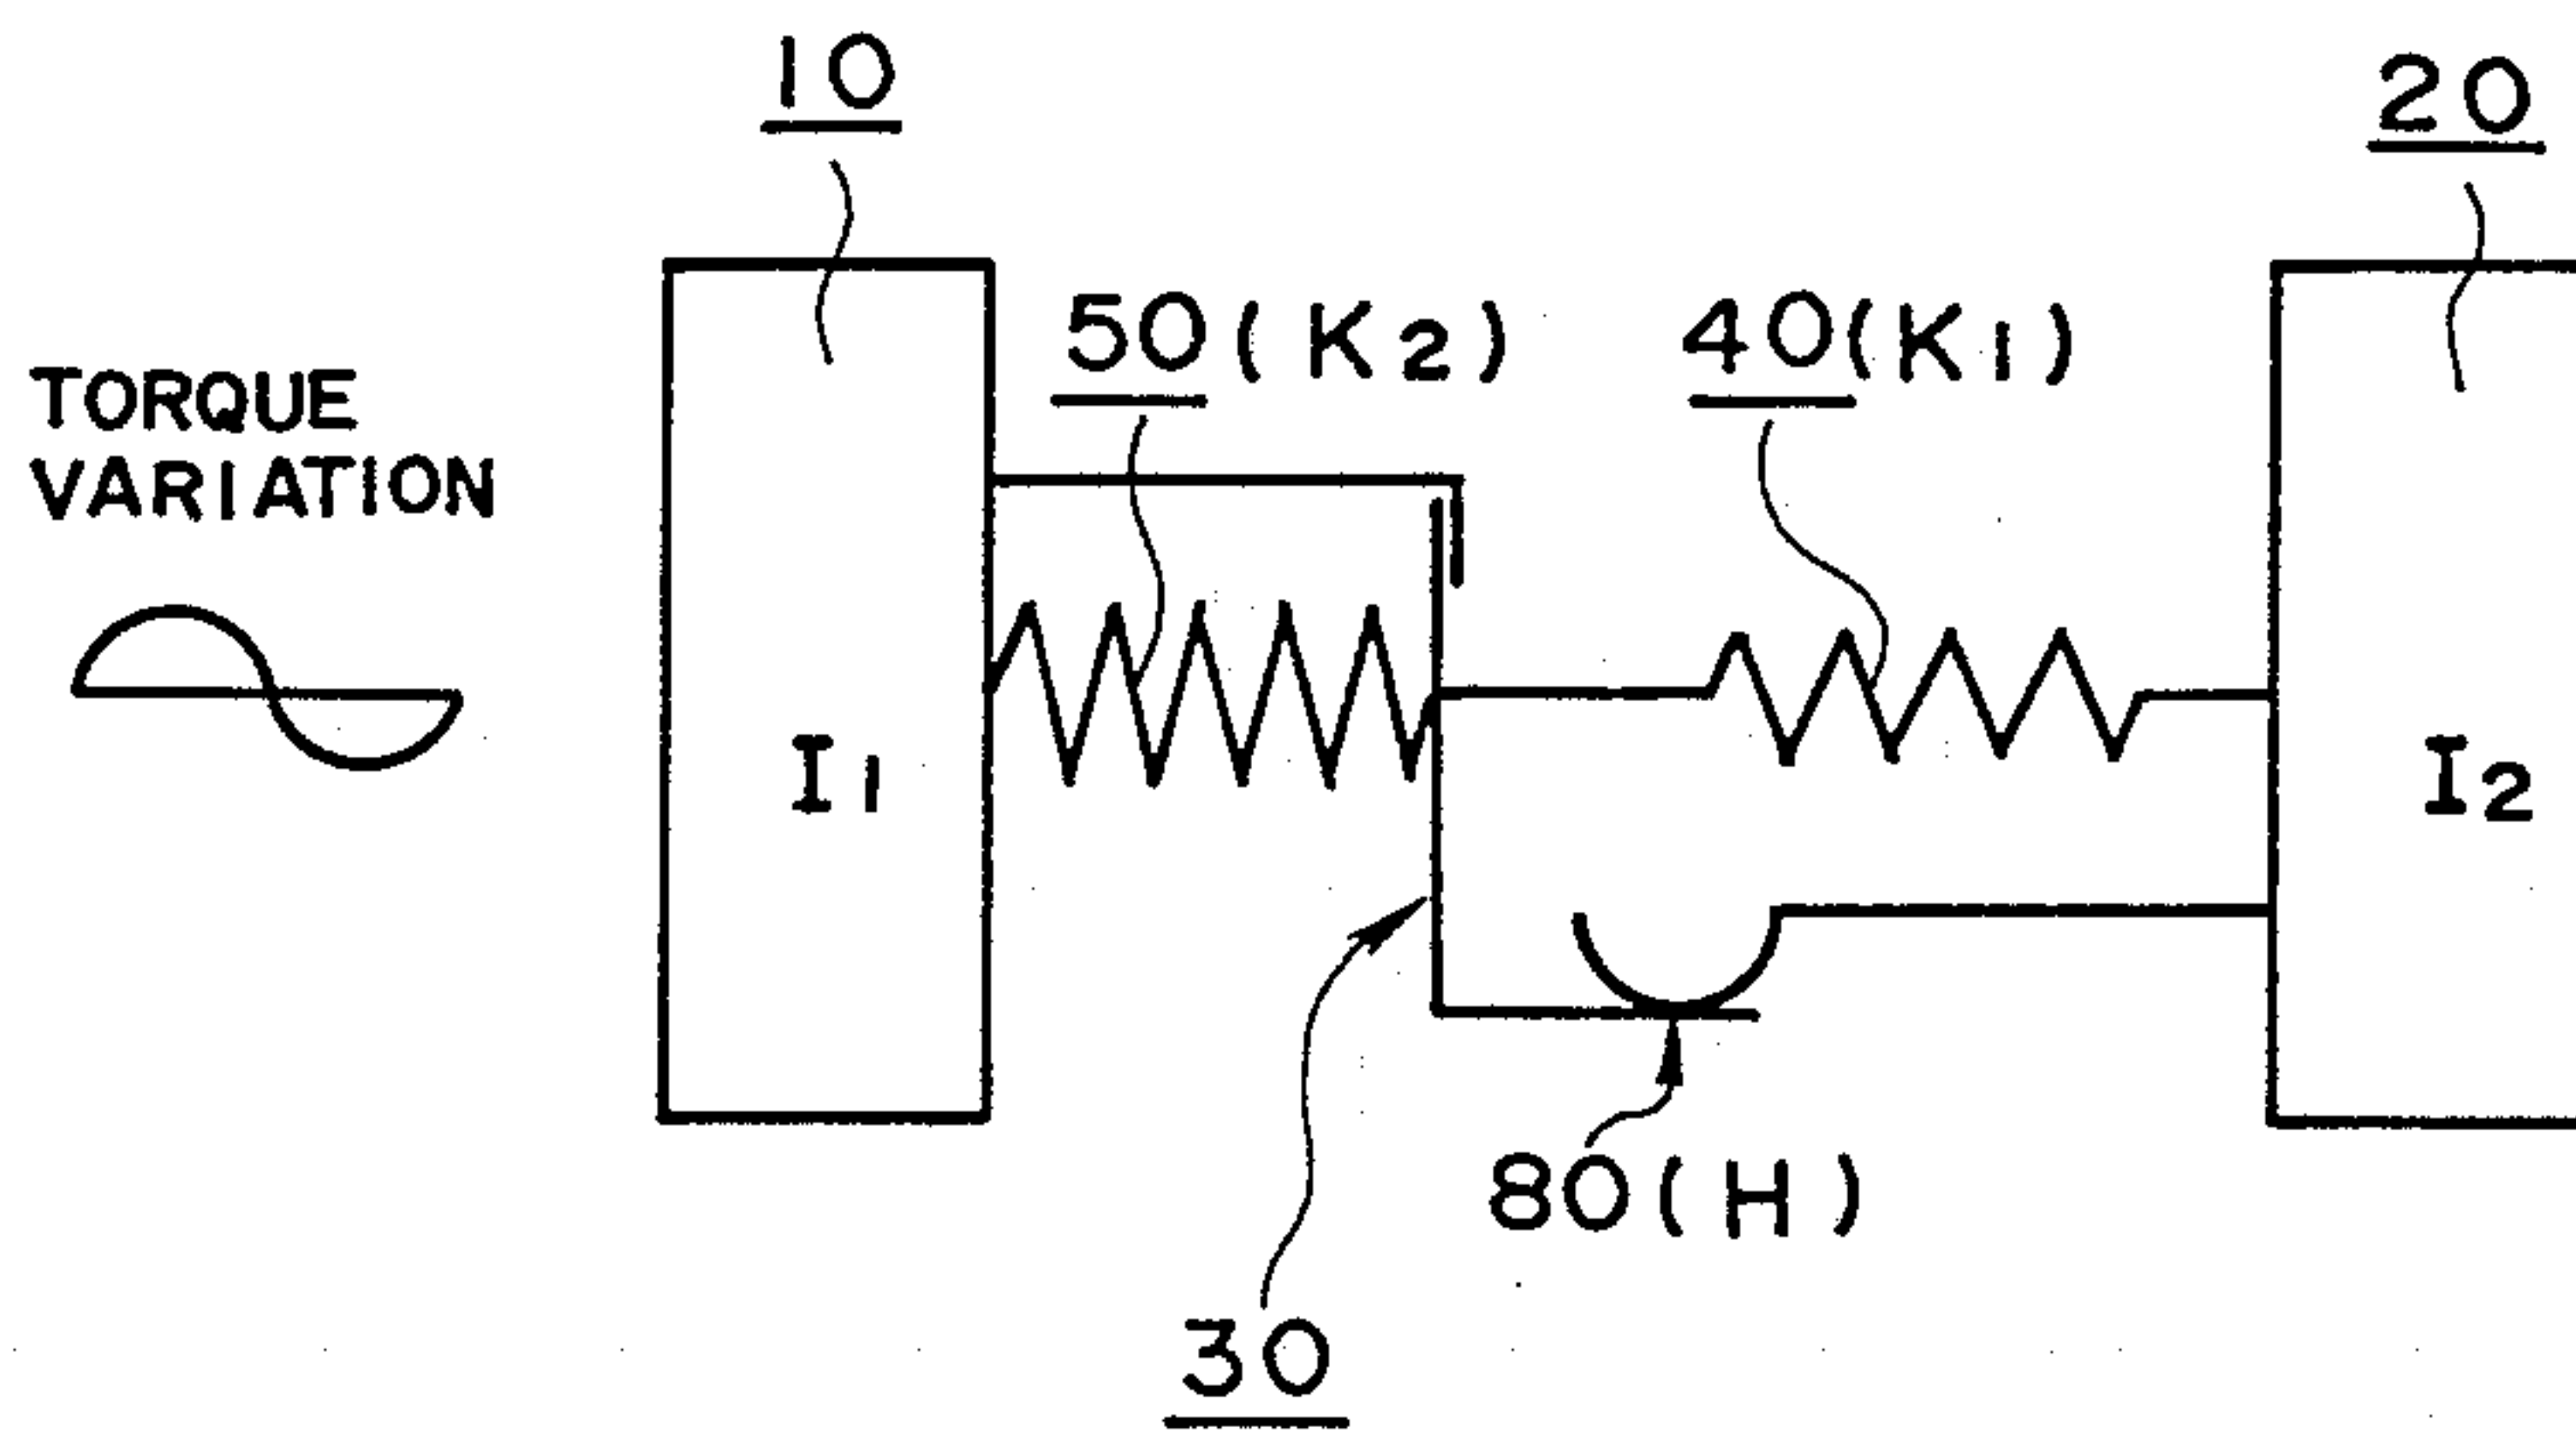 10
20
50(K2)
40(K1)
TORQUE
VARIATION
I1
I2
80(H)
30